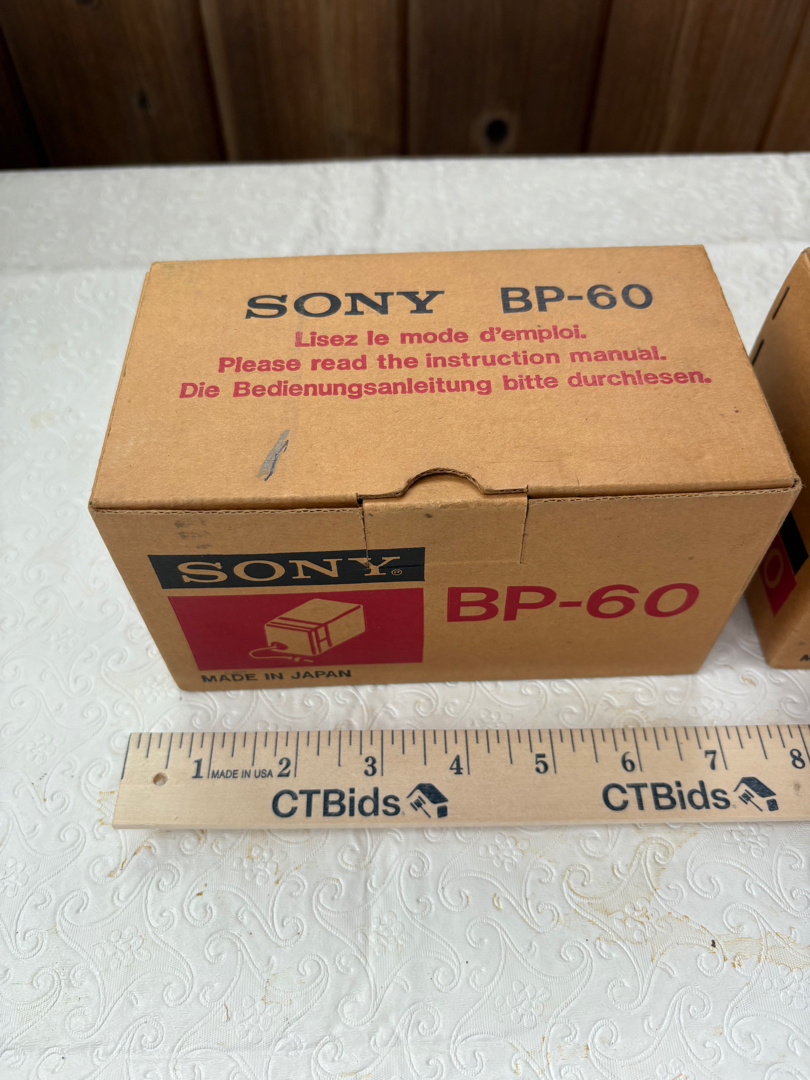 SONY BP-60
Lisez le mode d'emploi.
Please read the instruction manual.
Die Bedienungsanleitung bitte durchlesen.
SONY®
BP-60
MADE IN JAPAN
1 MADE IN USA 2 3 4 5 6 7 8
CTBids CTBids